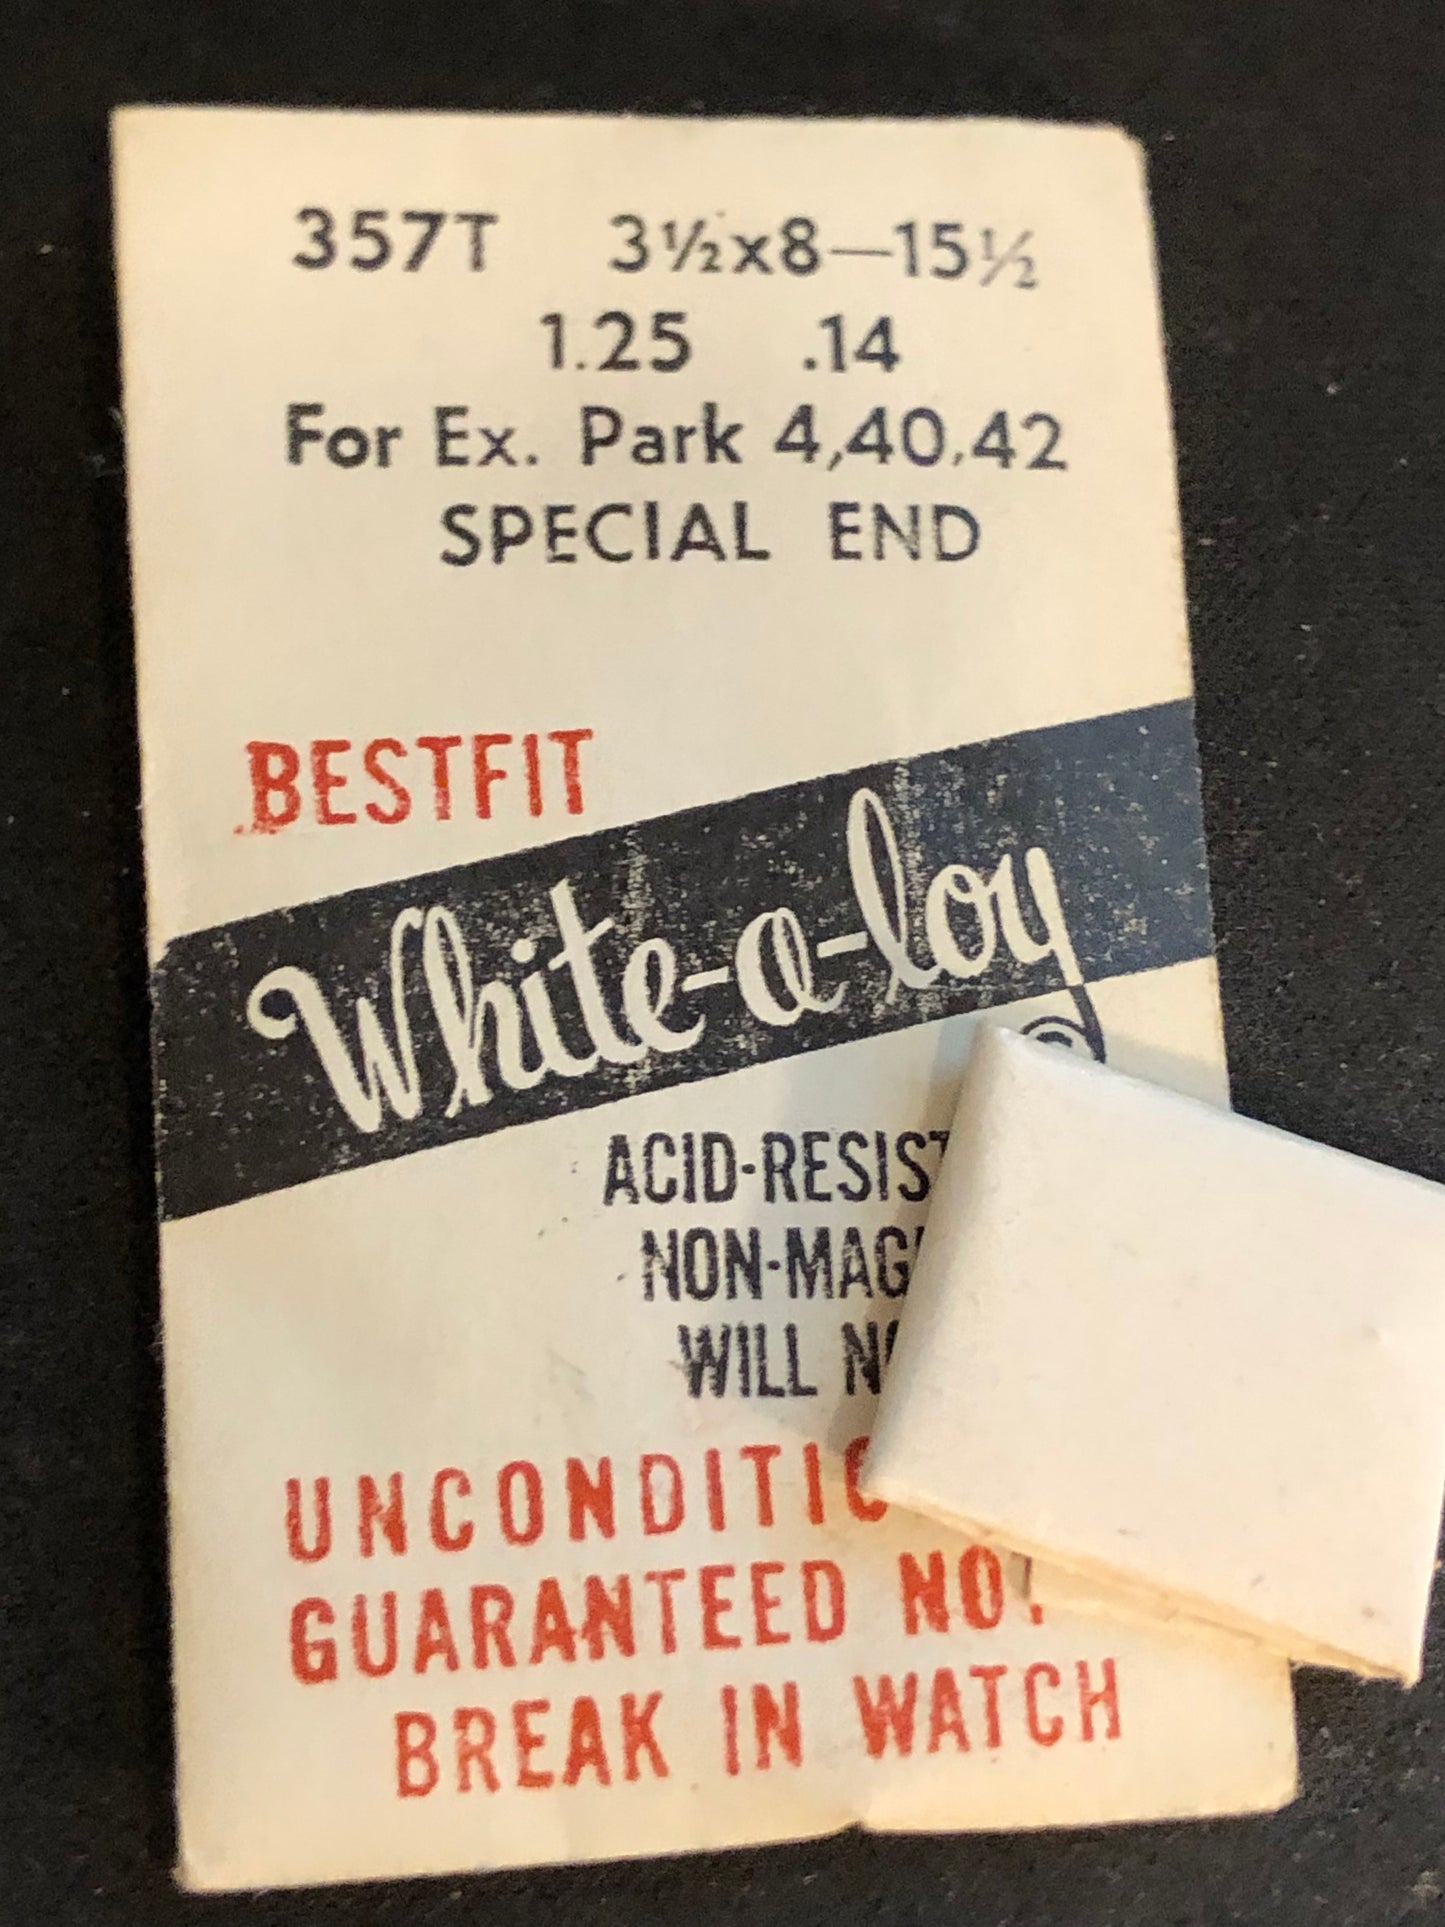 357T 3½x8—15½
1.25 .14
For Ex. Park 4,40,42
SPECIAL END
BESTFIT
White-a-loy
ACID-RESIST
NON-MAG
WILL
UNCONDITIO
GUARANTEED NO
BREAK IN WATCH